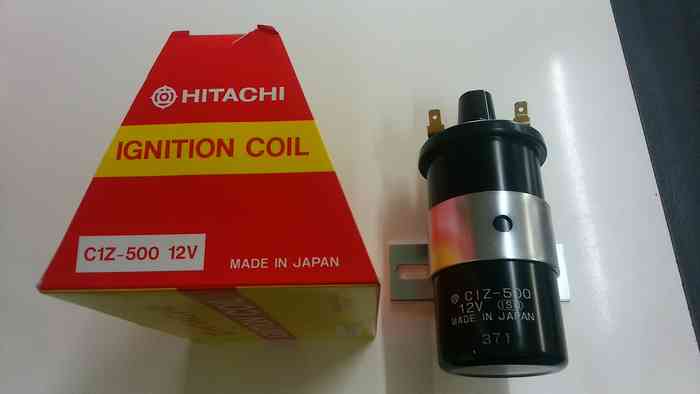 HITACHI
IGNITION COIL
C1Z-500 12V
MADE IN JAPAN
C1Z-500
12V
MADE IN JAPAN
371